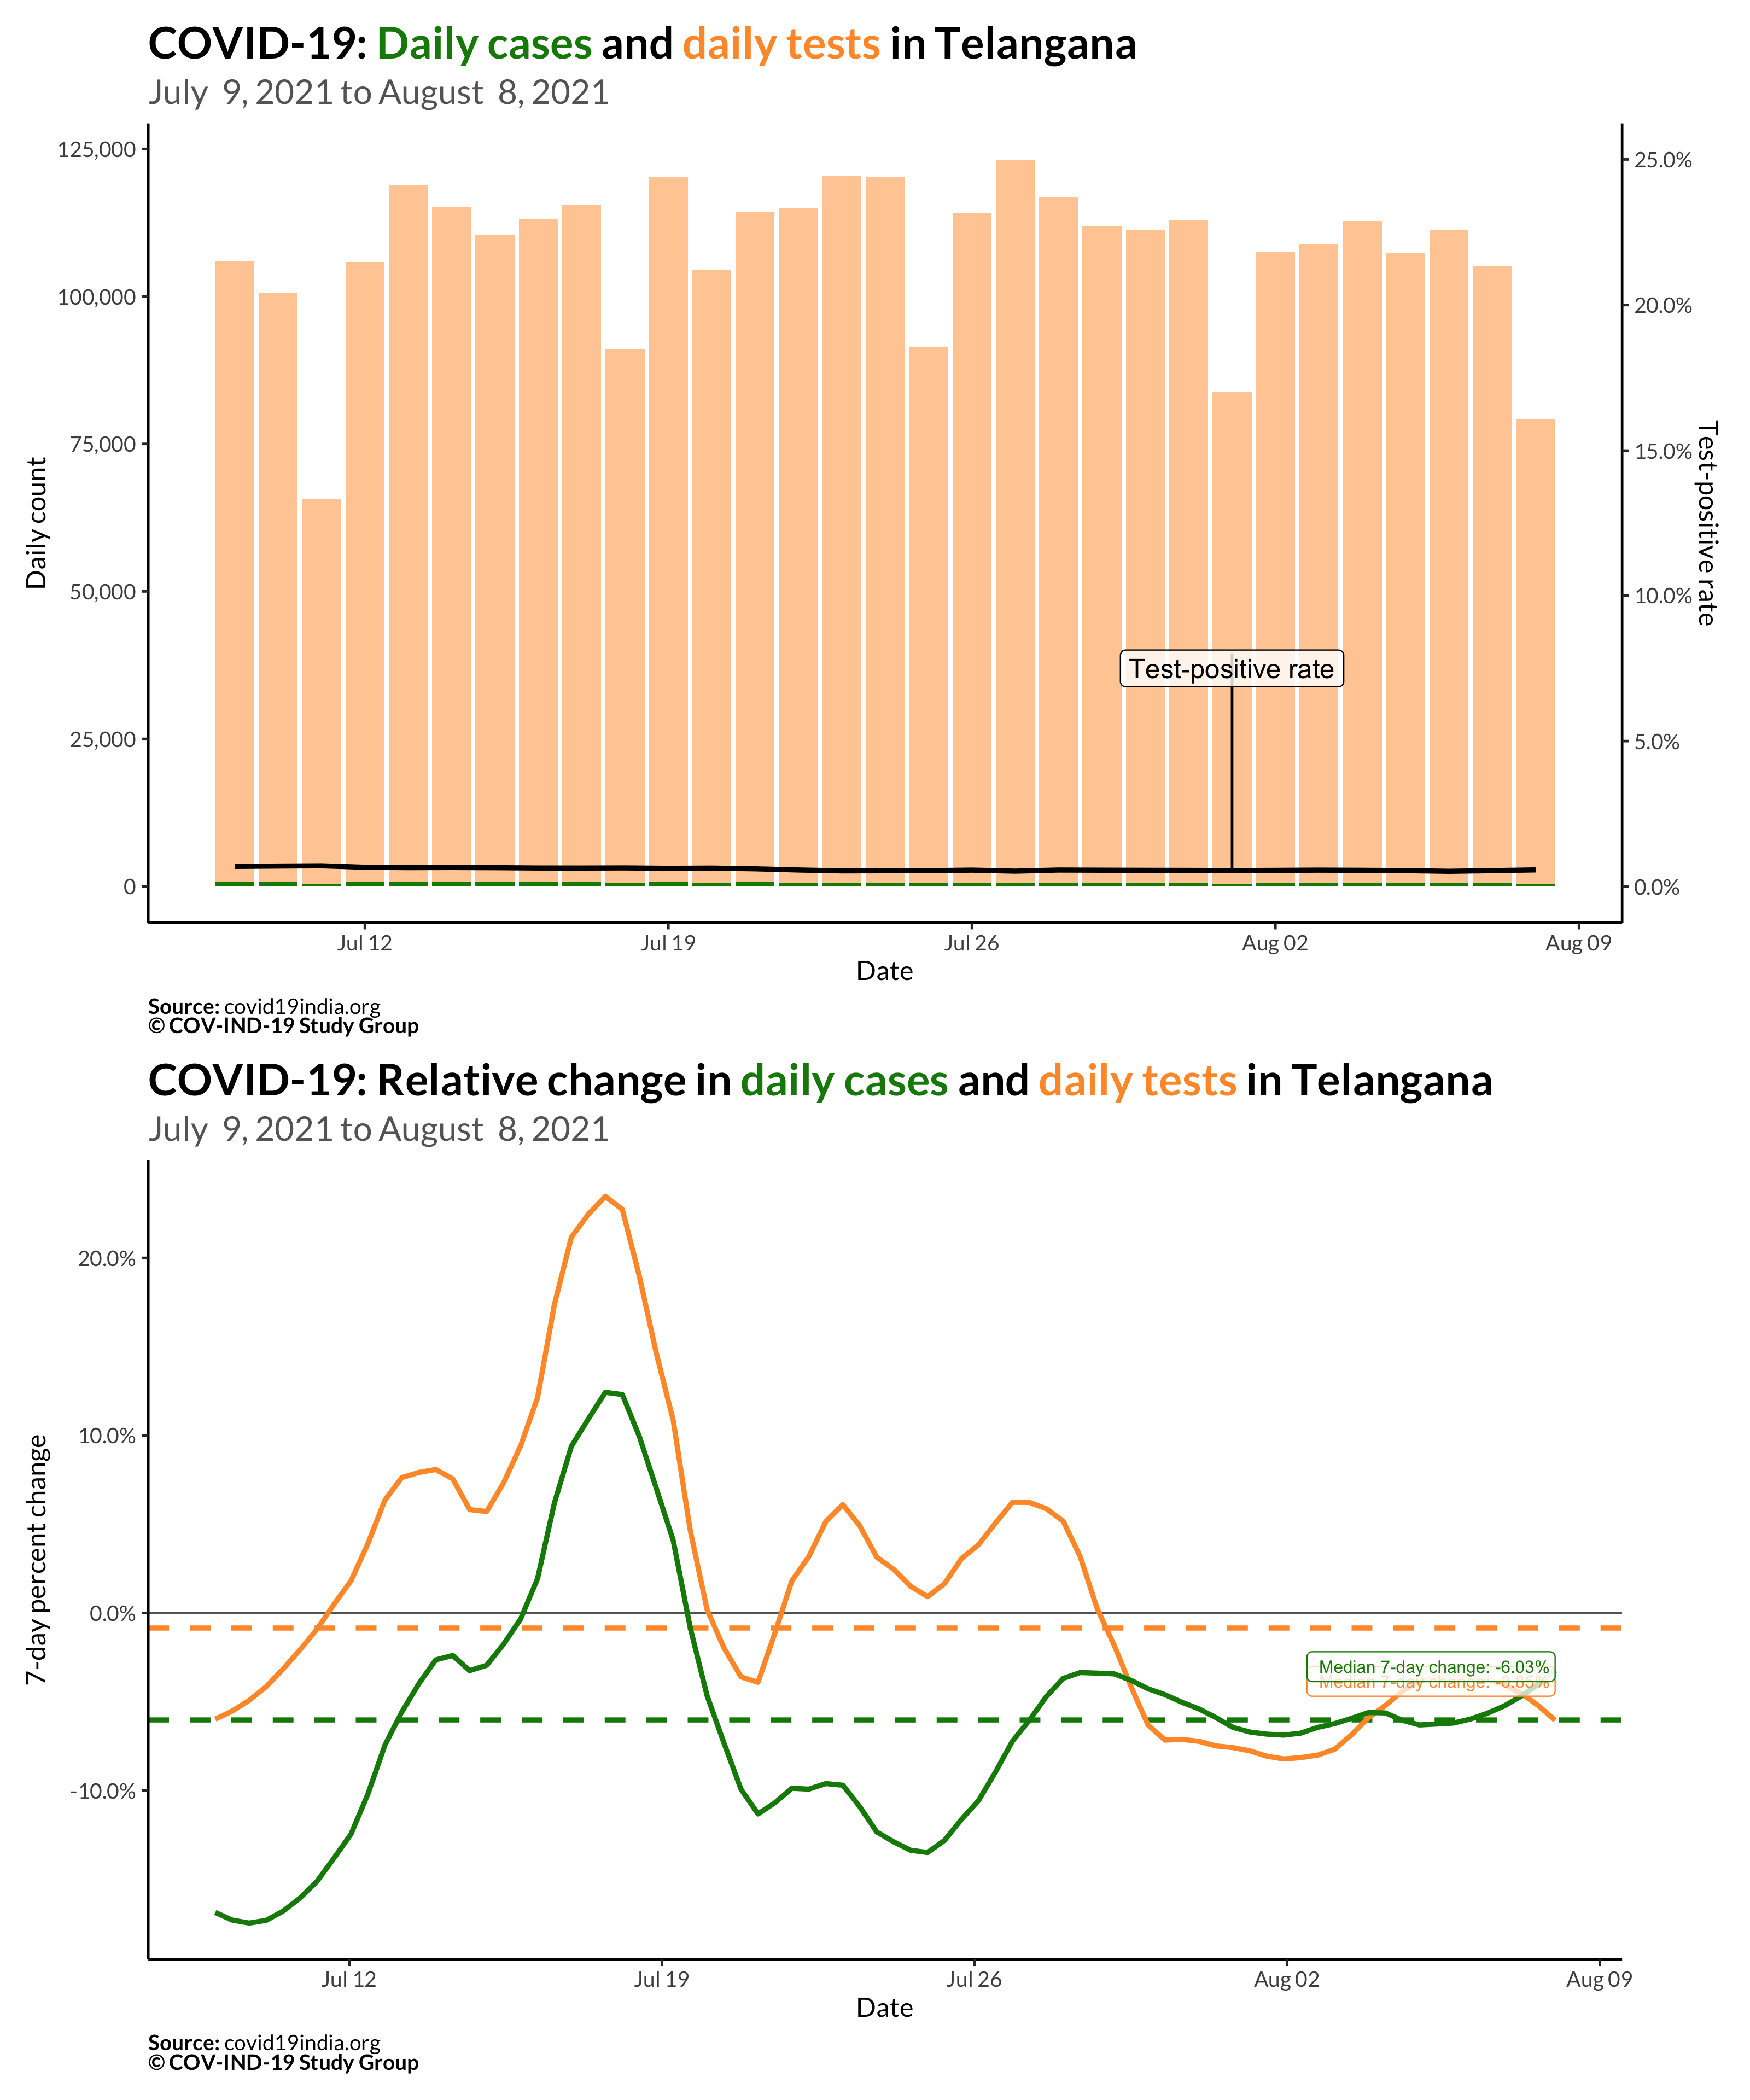 COVID-19: Daily cases and daily tests in Telangana
July 9, 2021 to August 8, 2021
125,000
100,000
75,000
50,000
25,000
0
Daily count
25.0%
20.0%
15.0%
10.0%
5.0%
0.0%
Test-positive rate
Test-positive rate
Jul 12
Jul 19
Jul 26
Aug 02
Aug 09
Date
Source: covid19india.org
© COV-IND-19 Study Group
COVID-19: Relative change in daily cases and daily tests in Telangana
July 9, 2021 to August 8, 2021
20.0%
10.0%
0.0%
-10.0%
7-day percent change
Median 7-day change: -6.03%
Median 7-day change: -0.85%
Jul 12
Jul 19
Jul 26
Aug 02
Aug 09
Date
Source: covid19india.org
© COV-IND-19 Study Group